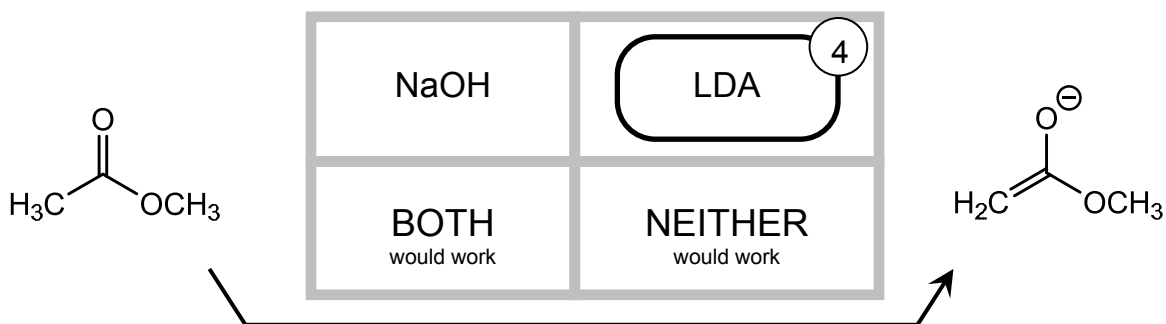 NaOH
LDA
4
O
H₃C
OCH₃
BOTH
would work
NEITHER
would work
O⊖
H₂C
OCH₃